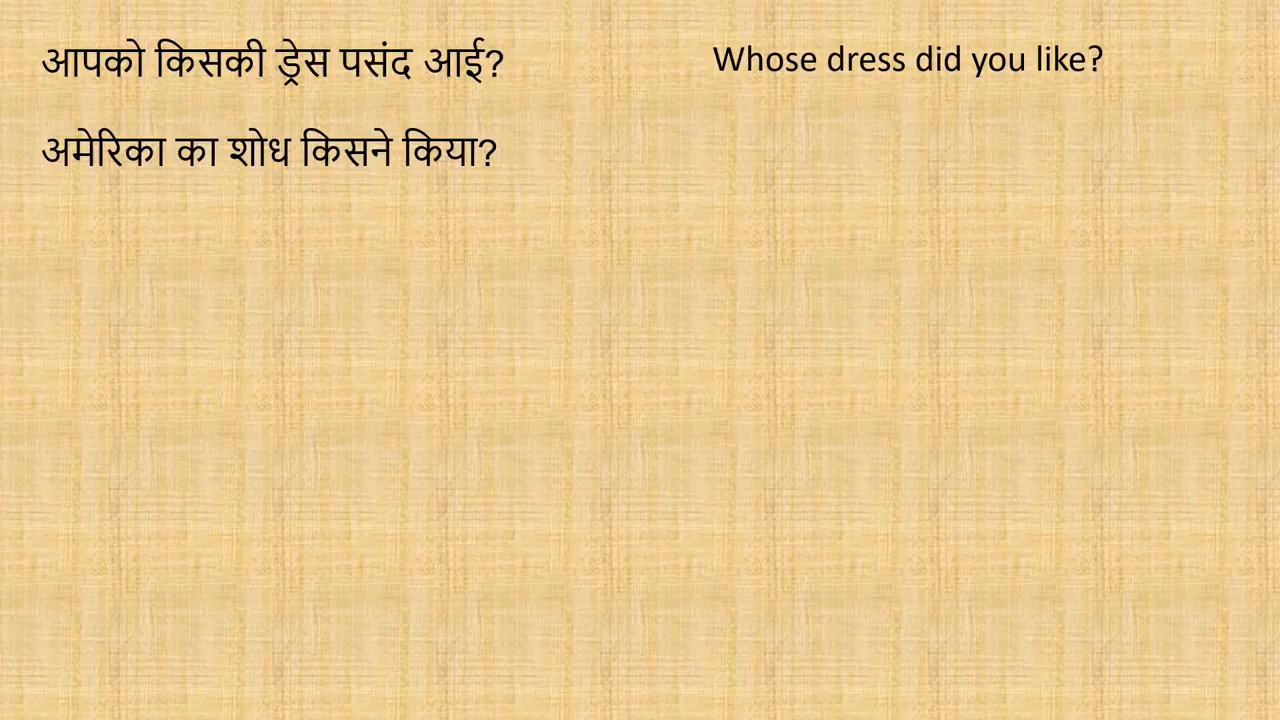 आपको किसकी ड्रेस पसंद आई? Whose dress did you like?
अमेरिका का शोध किसने किया?